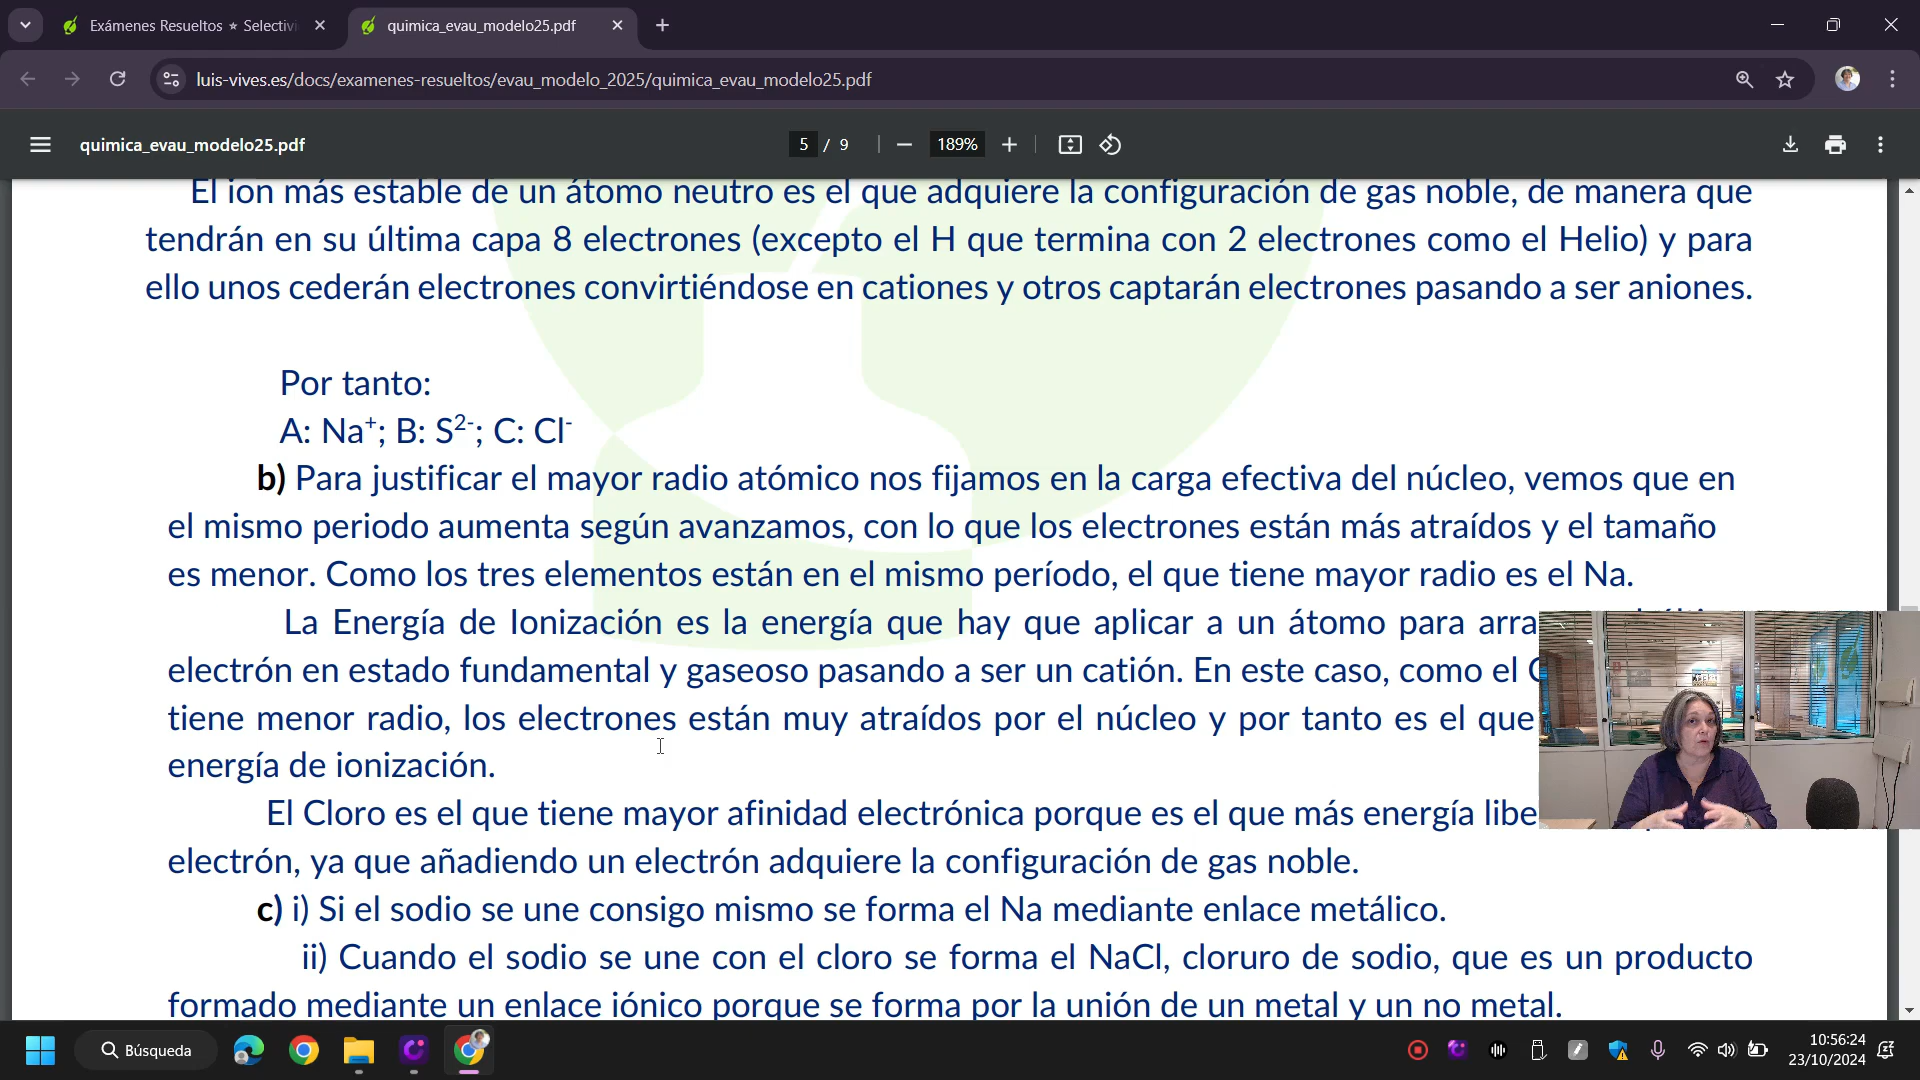 Exámenes Resueltos ⭑ Selectivi
quimica_evau_modelo25.pdf
luis-vives.es/docs/examenes-resueltos/evau_modelo_2025/quimica_evau_modelo25.pdf
quimica_evau_modelo25.pdf
5 / 9
189%
El ion más estable de un átomo neutro es el que adquiere la configuración de gas noble, de manera que
tendrán en su última capa 8 electrones (excepto el H que termina con 2 electrones como el Helio) y para
ello unos cederán electrones convirtiéndose en cationes y otros captarán electrones pasando a ser aniones.
Por tanto:
A: Na⁺; B: S²⁻; C: Cl⁻
b) Para justificar el mayor radio atómico nos fijamos en la carga efectiva del núcleo, vemos que en
el mismo periodo aumenta según avanzamos, con lo que los electrones están más atraídos y el tamaño
es menor. Como los tres elementos están en el mismo período, el que tiene mayor radio es el Na.
La Energía de Ionización es la energía que hay que aplicar a un átomo para arra
electrón en estado fundamental y gaseoso pasando a ser un catión. En este caso, como el
tiene menor radio, los electrones están muy atraídos por el núcleo y por tanto es el que
energía de ionización.
El Cloro es el que tiene mayor afinidad electrónica porque es el que más energía libe
electrón, ya que añadiendo un electrón adquiere la configuración de gas noble.
c) i) Si el sodio se une consigo mismo se forma el Na mediante enlace metálico.
ii) Cuando el sodio se une con el cloro se forma el NaCl, cloruro de sodio, que es un producto
formado mediante un enlace iónico porque se forma por la unión de un metal y un no metal.
Búsqueda
10:56:24
23/10/2024